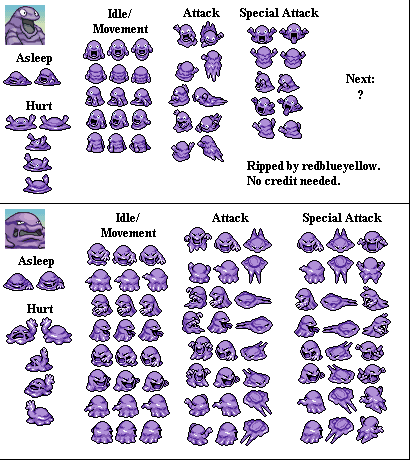 Idle/
Movement
Attack
Special Attack
Asleep
Hurt
Next:
?
Ripped by redblueyellow.
No credit needed.
Idle/
Movement
Attack
Special Attack
Asleep
Hurt